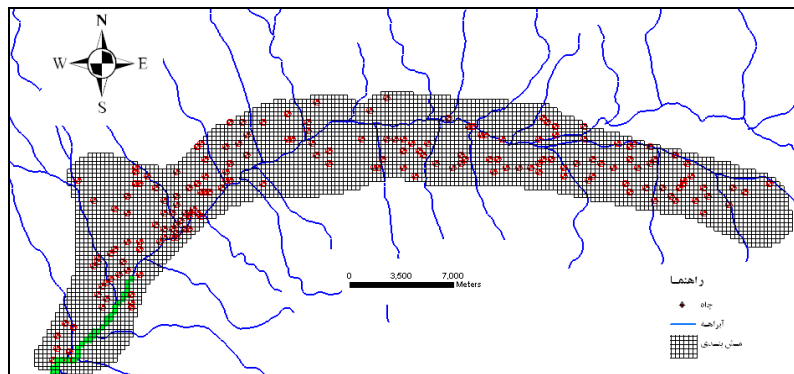 N
W E
S
0 3,500 7,000
Meters
راهنما
چاه
آبراهه
مش بندی